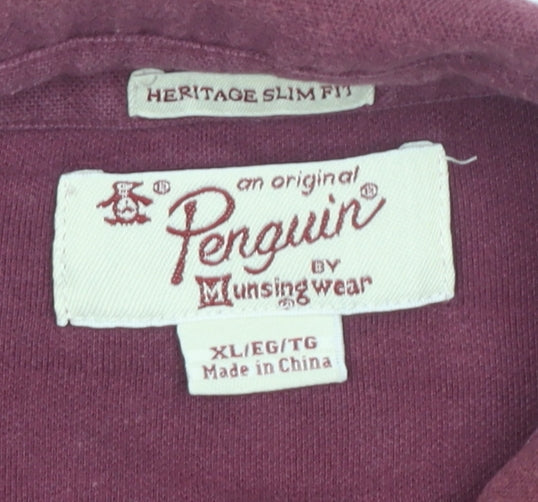 HERITAGE SLIM FIT
an original
Penguin®
BY
Munsingwear
®
XL/EG/TG
Made in China